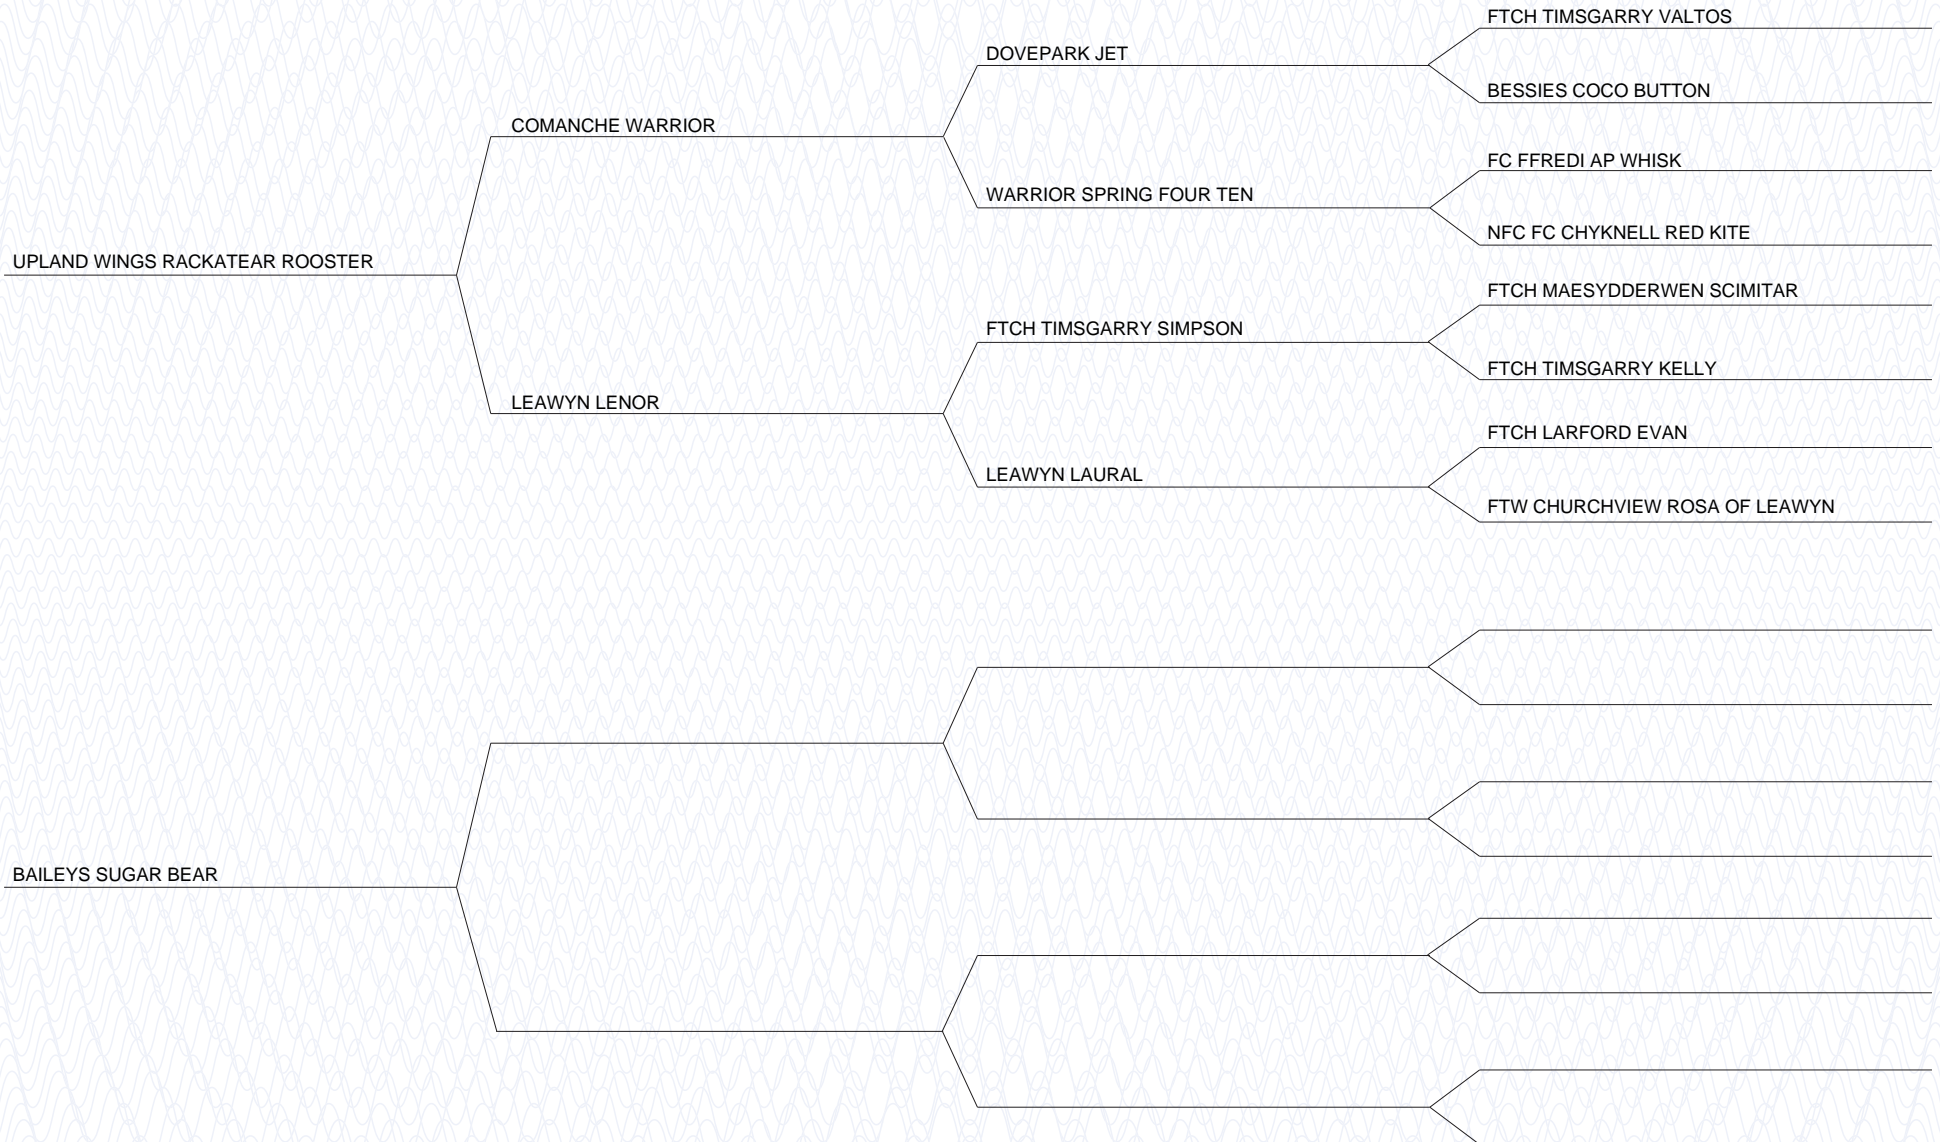 FTCH TIMSGARRY VALTOS
DOVEPARK JET
BESSIES COCO BUTTON
COMANCHE WARRIOR
FC FFREDI AP WHISK
WARRIOR SPRING FOUR TEN
NFC FC CHYKNELL RED KITE
UPLAND WINGS RACKATEAR ROOSTER
FTCH MAESYDDERWEN SCIMITAR
FTCH TIMSGARRY SIMPSON
FTCH TIMSGARRY KELLY
LEAWYN LENOR
FTCH LARFORD EVAN
LEAWYN LAURAL
FTW CHURCHVIEW ROSA OF LEAWYN
BAILEYS SUGAR BEAR